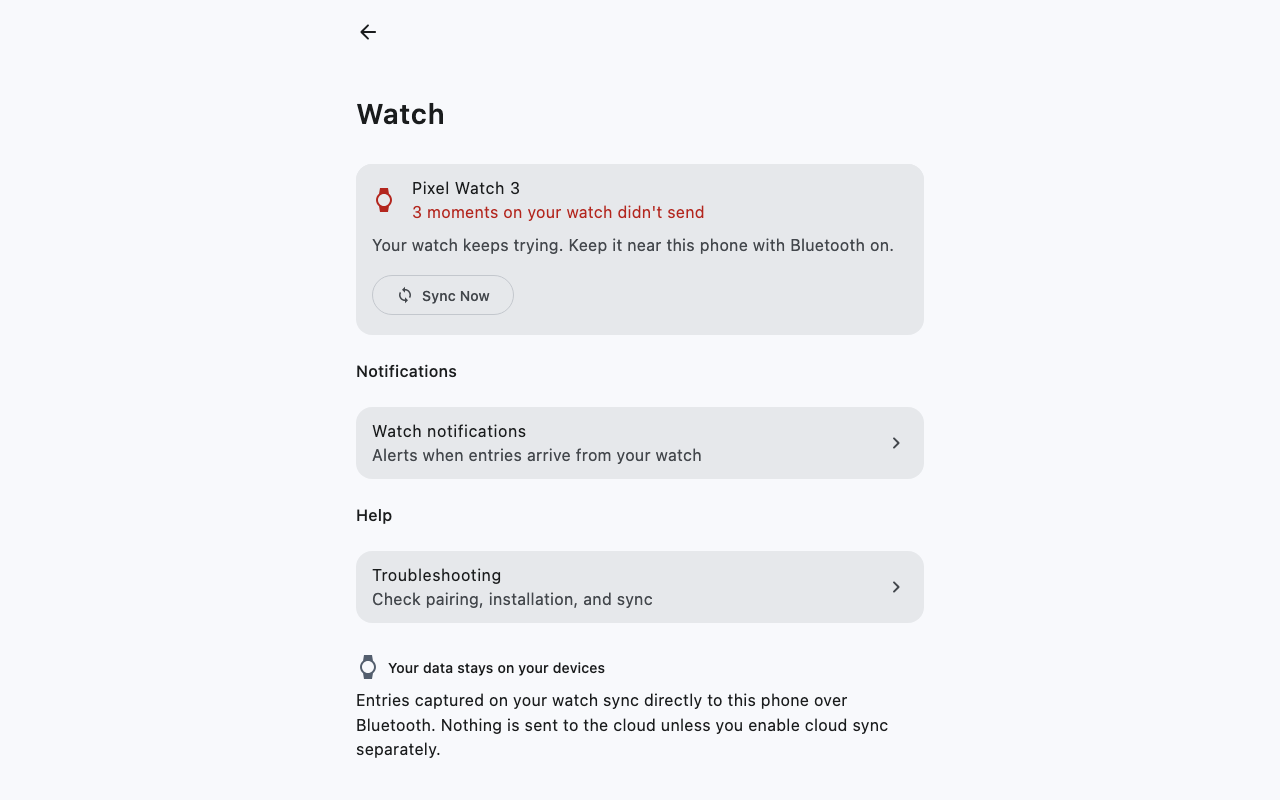 Watch
Pixel Watch 3
3 moments on your watch didn't send
Your watch keeps trying. Keep it near this phone with Bluetooth on.
Sync Now
Notifications
Watch notifications
Alerts when entries arrive from your watch
Help
Troubleshooting
Check pairing, installation, and sync
Your data stays on your devices
Entries captured on your watch sync directly to this phone over
Bluetooth. Nothing is sent to the cloud unless you enable cloud sync
separately.